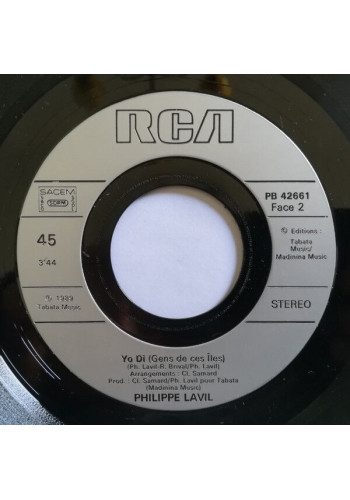 RCA
SACEM
SCAM
PB 42661
Face 2
45
3'44
℗ Editions :
Tabata
Music/
Madinina Music
℗ 1989
Tabata Music
STEREO
Yo Di (Gens de ces Îles)
(Ph. Lavil-R. Brival/Ph. Lavil)
Arrangements : Cl. Samard
Prod. : Cl. Samard/Ph. Lavil pour Tabata
(Madinina Music)
PHILIPPE LAVIL